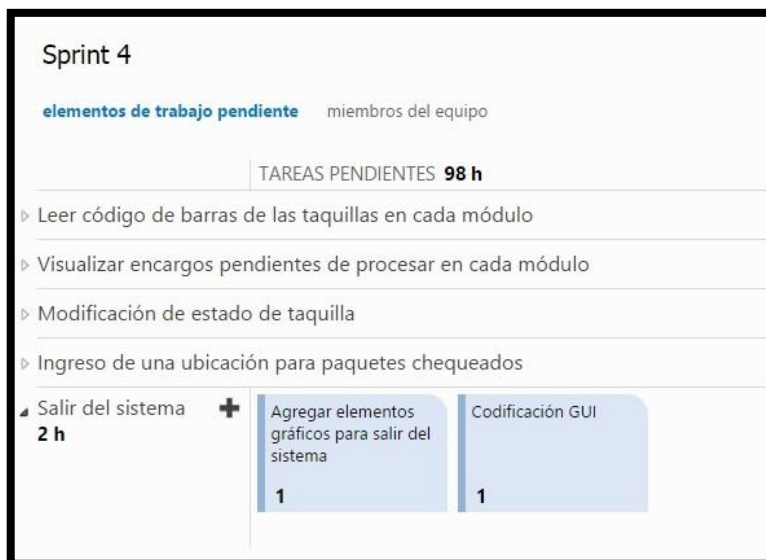 Sprint 4
elementos de trabajo pendiente miembros del equipo
TAREAS PENDIENTES 98 h
Leer código de barras de las taquillas en cada módulo
Visualizar encargos pendientes de procesar en cada módulo
Modificación de estado de taquilla
Ingreso de una ubicación para paquetes chequeados
Salir del sistema
2 h
Agregar elementos
gráficos para salir del
sistema
1
Codificación GUI
1